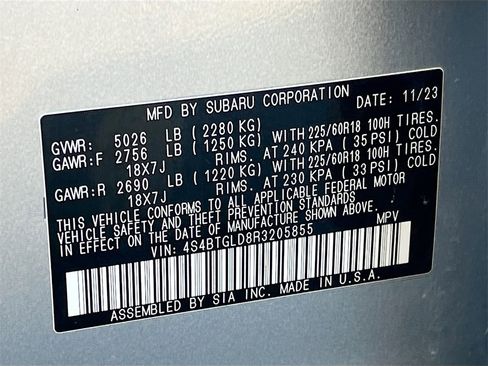 MFD BY SUBARU CORPORATION DATE: 11/23
GVWR: 5026 LB (2280 KG)
GAWR:F 2756 LB (1250 KG) WITH 225/60R18 100H TIRES.
18X7J RIMS. AT 240 KPA (35 PSI) COLD
GAWR:R 2690 LB (1220 KG) WITH 225/60R18 100H TIRES.
18X7J RIMS. AT 230 KPA (33 PSI) COLD
THIS VEHICLE CONFORMS TO ALL APPLICABLE FEDERAL MOTOR
VEHICLE SAFETY AND THEFT PREVENTION STANDARDS
IN EFFECT ON THE DATE OF MANUFACTURE SHOWN ABOVE.
VIN: 4S4BTGLD8R3205855 MPV
ASSEMBLED BY SIA INC. MADE IN U.S.A.